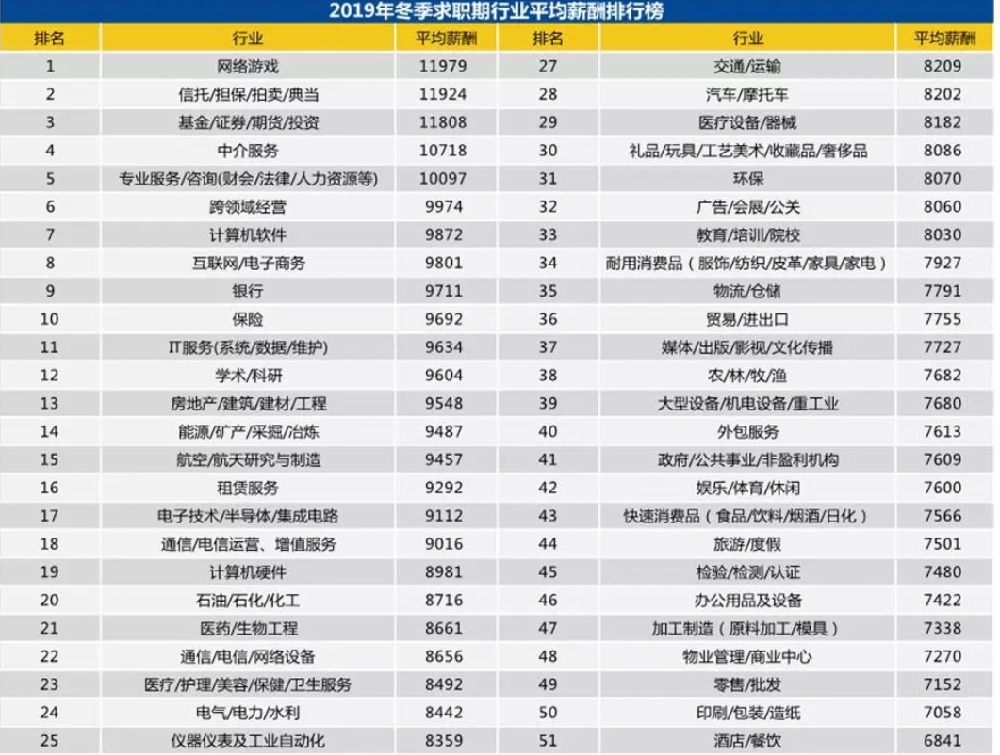 2019年冬季求职期行业平均薪酬排行榜
排名 行业 平均薪酬 排名 行业 平均薪酬
1 网络游戏 11979 27 交通/运输 8209
2 信托/担保/拍卖/典当 11924 28 汽车/摩托车 8202
3 基金/证券/期货/投资 11808 29 医疗设备/器械 8182
4 中介服务 10718 30 礼品/玩具/工艺美术/收藏品/奢侈品 8086
5 专业服务/咨询(财会/法律/人力资源等) 10097 31 环保 8070
6 跨领域经营 9974 32 广告/会展/公关 8060
7 计算机软件 9872 33 教育/培训/院校 8030
8 互联网/电子商务 9801 34 耐用消费品（服饰/纺织/皮革/家具/家电） 7927
9 银行 9711 35 物流/仓储 7791
10 保险 9692 36 贸易/进出口 7755
11 IT服务(系统/数据/维护) 9634 37 媒体/出版/影视/文化传播 7727
12 学术/科研 9604 38 农/林/牧/渔 7682
13 房地产/建筑/建材/工程 9548 39 大型设备/机电设备/重工业 7680
14 能源/矿产/采掘/冶炼 9487 40 外包服务 7613
15 航空/航天研究与制造 9457 41 政府/公共事业/非盈利机构 7609
16 租赁服务 9292 42 娱乐/体育/休闲 7600
17 电子技术/半导体/集成电路 9112 43 快速消费品（食品/饮料/烟酒/日化） 7566
18 通信/电信运营、增值服务 9016 44 旅游/度假 7501
19 计算机硬件 8981 45 检验/检测/认证 7480
20 石油/石化/化工 8716 46 办公用品及设备 7422
21 医药/生物工程 8661 47 加工制造（原料加工/模具） 7338
22 通信/电信/网络设备 8656 48 物业管理/商业中心 7270
23 医疗/护理/美容/保健/卫生服务 8492 49 零售/批发 7152
24 电气/电力/水利 8442 50 印刷/包装/造纸 7058
25 仪器仪表及工业自动化 8359 51 酒店/餐饮 6841